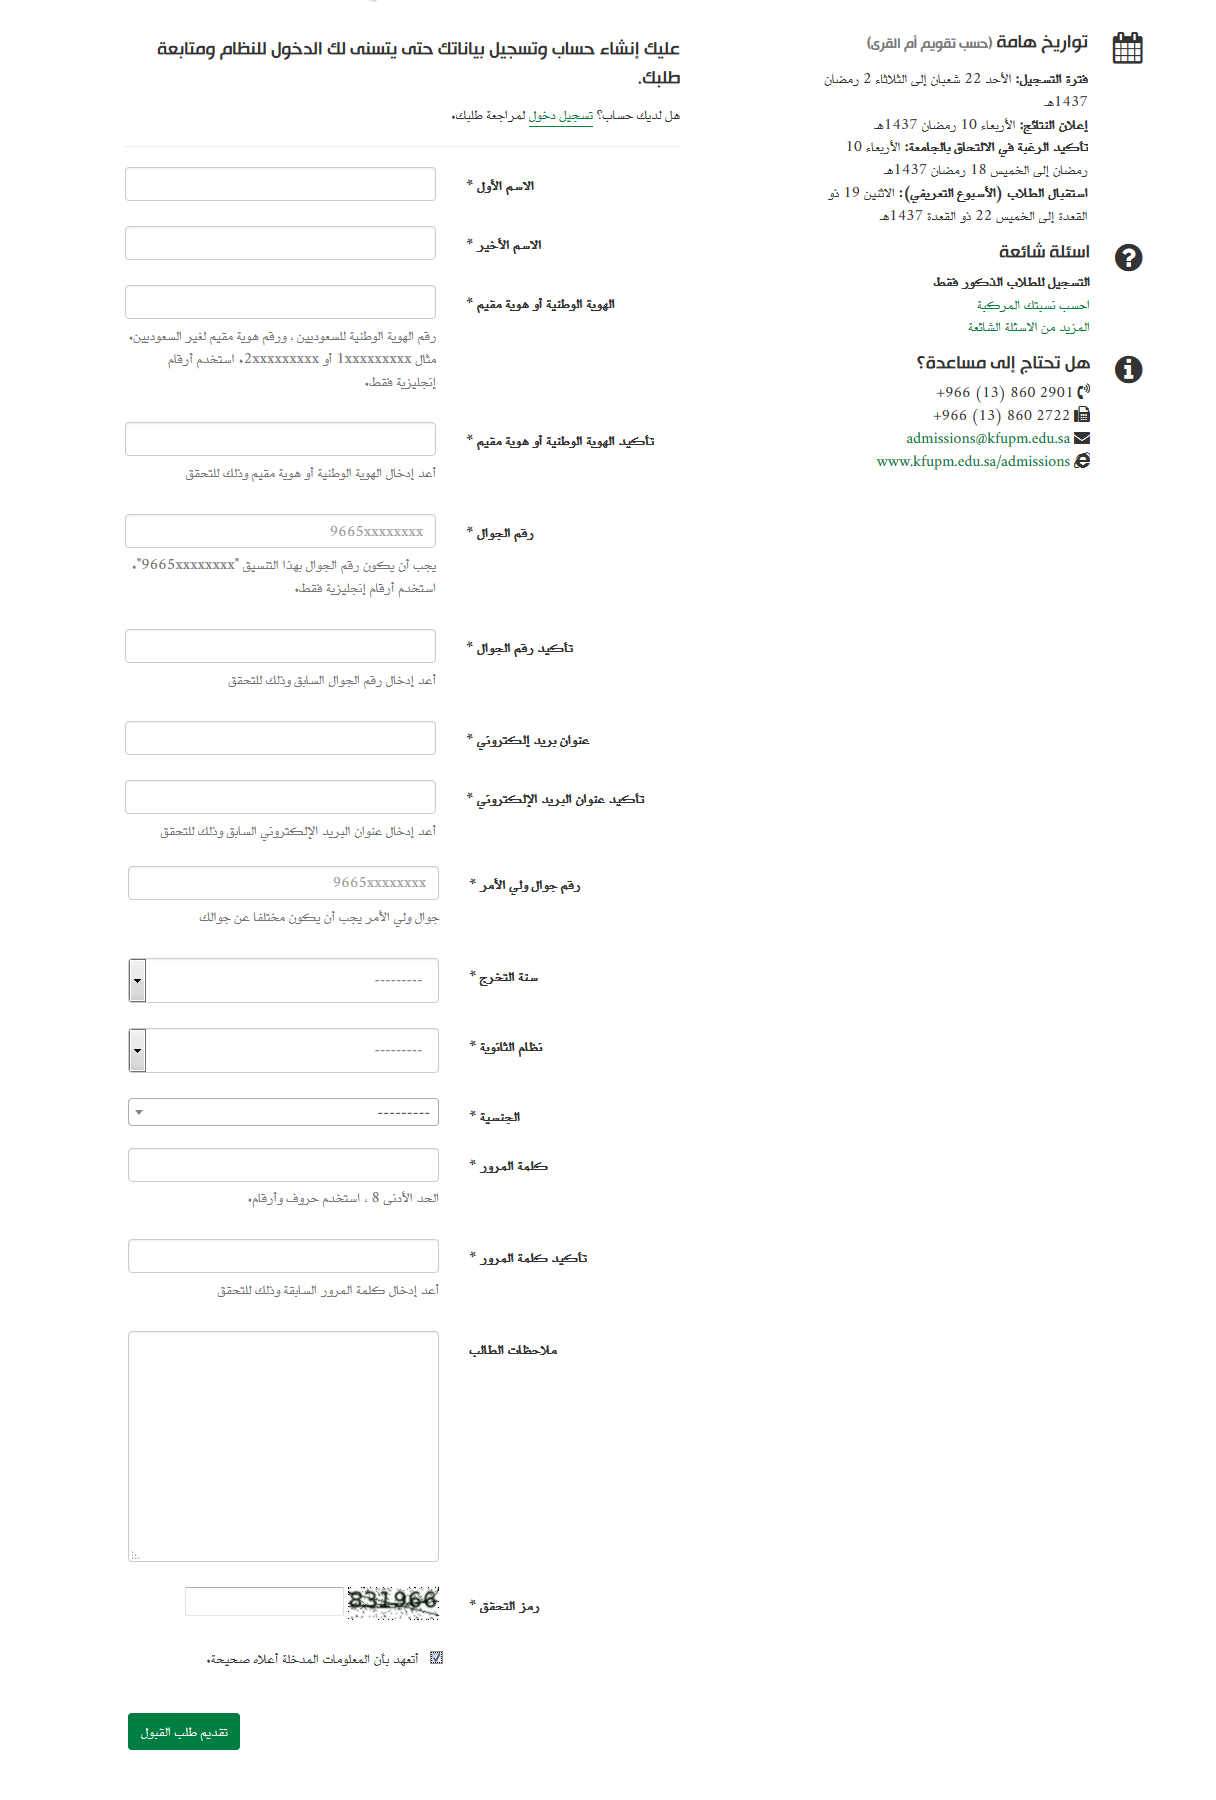 تواريخ هامة (حسب تقويم أم القرى)
فترة التسجيل: الأحد 22 شعبان إلى الثلاثاء 2 رمضان
1437هـ
إعلان النتائج: الأربعاء 10 رمضان 1437هـ
تأكيد الرغبة في الالتحاق بالجامعة: الأربعاء 10
رمضان إلى الخميس 18 رمضان 1437هـ
استقبال الطلاب (الأسبوع التعريفي): الاثنين 19 ذو
القعدة إلى الخميس 22 ذو القعدة 1437هـ
اسئلة شائعة
التسجيل للطلاب الذكور فقط
احسب نسبتك المركبة
المزيد من الاسئلة الشائعة
هل تحتاج إلى مساعدة؟
+966 (13) 860 2901
+966 (13) 860 2722
admissions@kfupm.edu.sa
www.kfupm.edu.sa/admissions
عليك إنشاء حساب وتسجيل بياناتك حتى يتسنى لك الدخول للنظام ومتابعة
طلبك.
هل لديك حساب؟ تسجيل دخول لمراجعة طلبك.
الاسم الأول *
الاسم الأخير *
الهوية الوطنية أو هوية مقيم *
رقم الهوية الوطنية للسعوديين ، ورقم هوية مقيم لغير السعوديين.
مثال 1xxxxxxxxx أو 2xxxxxxxxx. استخدم أرقام
إنجليزية فقط.
تأكيد الهوية الوطنية أو هوية مقيم *
أعد إدخال الهوية الوطنية أو هوية مقيم وذلك للتحقق
رقم الجوال *
9665xxxxxxxx
يجب أن يكون رقم الجوال بهذا التنسيق "9665xxxxxxxx".
استخدم أرقام إنجليزية فقط.
تأكيد رقم الجوال *
أعد إدخال رقم الجوال السابق وذلك للتحقق
عنوان بريد إلكتروني *
تأكيد عنوان البريد الإلكتروني *
أعد إدخال عنوان البريد الإلكتروني السابق وذلك للتحقق
رقم جوال ولي الأمر *
9665xxxxxxxx
جوال ولي الأمر يجب أن يكون مختلفا عن جوالك
سنة التخرج *
---------
نظام الثانوية *
---------
الجنسية *
---------
كلمة المرور *
الحد الأدنى 8 ، استخدم حروف وأرقام.
تأكيد كلمة المرور *
أعد إدخال كلمة المرور السابقة وذلك للتحقق
ملاحظات الطالب
رمز التحقق *
831966
أتعهد بأن المعلومات المدخلة أعلاه صحيحة.
تقديم طلب القبول